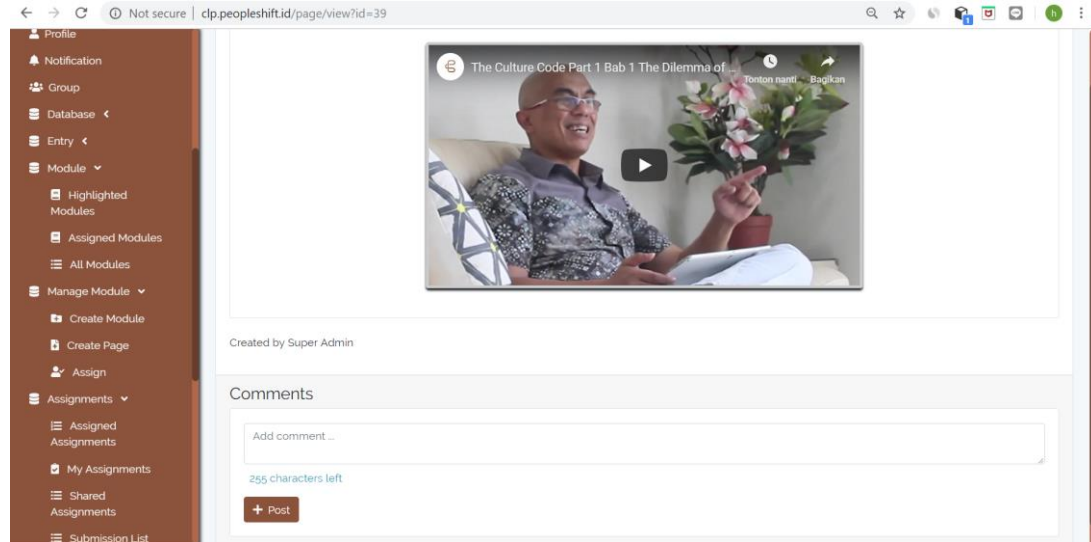 Not secure | clp.peopleshift.id/page/view?id=39
h
1
Profile
Notification
Group
Database
Entry
Module
Highlighted
Modules
Assigned Modules
All Modules
Manage Module
Create Module
Create Page
Assign
Assignments
Assigned
Assignments
My Assignments
Shared
Assignments
Submission List
The Culture Code Part 1 Bab 1 The Dilemma of ...
Tonton nanti
Bagikan
Created by Super Admin
Comments
Add comment ...
255 characters left
+ Post